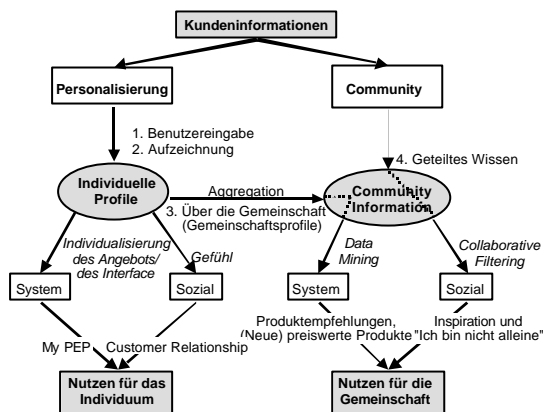 Kundeninformationen
Personalisierung
Community
1. Benutzereingabe
2. Aufzeichnung
4. Geteiltes Wissen
Individuelle
Profile
Aggregation
3. Über die Gemeinschaft
(Gemeinschaftsprofile)
Community
Information
Individualisierung
des Angebots/
des Interface
Gefühl
Data
Mining
Collaborative
Filtering
System
Sozial
System
Sozial
My PEP
Customer Relationship
Produktempfehlungen,
(Neue) preiswerte Produkte
Inspiration und
"Ich bin nicht alleine"
Nutzen für das
Individuum
Nutzen für die
Gemeinschaft